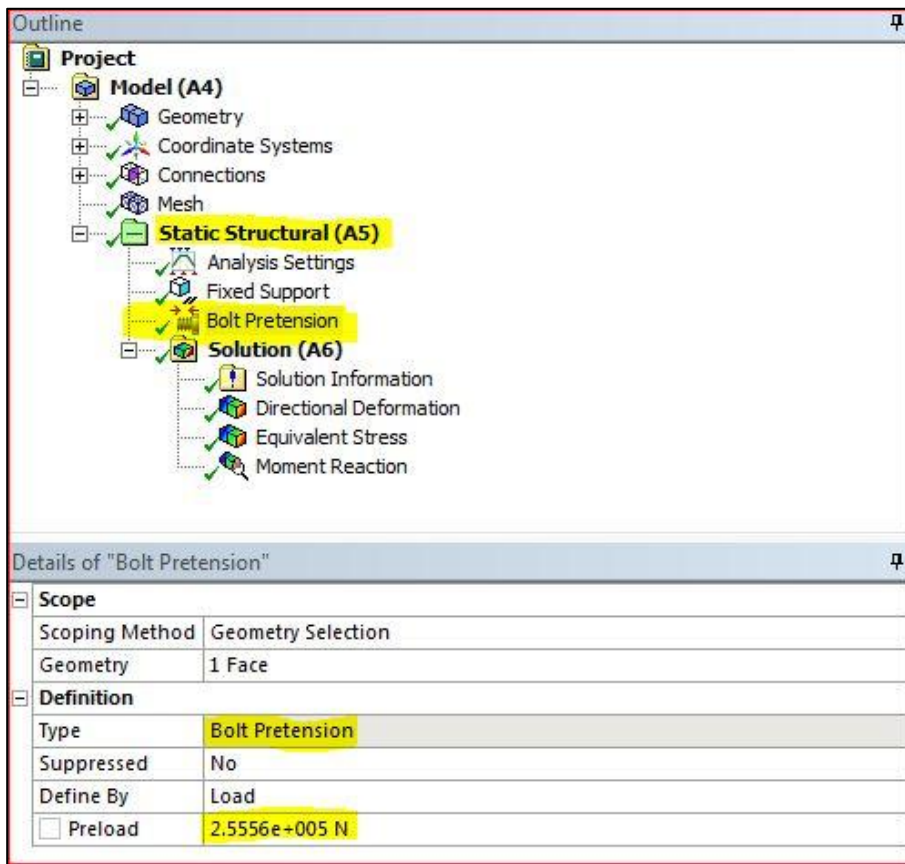 Outline
Project
Model (A4)
Geometry
Coordinate Systems
Connections
Mesh
Static Structural (A5)
Analysis Settings
Fixed Support
Bolt Pretension
Solution (A6)
Solution Information
Directional Deformation
Equivalent Stress
Moment Reaction
Details of "Bolt Pretension"
Scope
Scoping Method Geometry Selection
Geometry 1 Face
Definition
Type Bolt Pretension
Suppressed No
Define By Load
Preload 2.5556e+005 N